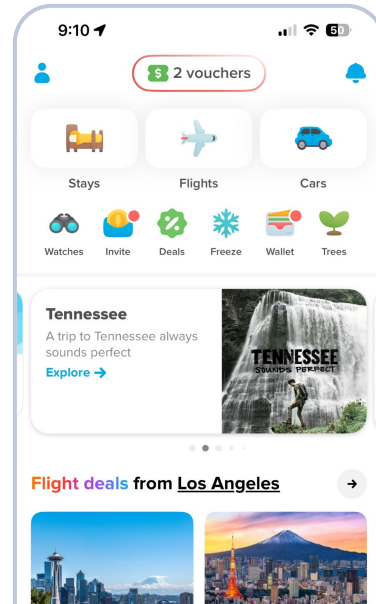 9:10
50
$ 2 vouchers
Stays Flights Cars
Watches Invite Deals Freeze Wallet Trees
Tennessee
A trip to Tennessee always
sounds perfect
Explore →
TENNESSEE
SOUNDS PERFECT
Flight deals from Los Angeles